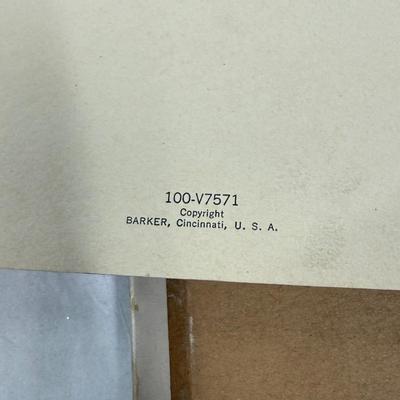 100-V7571
Copyright
BARKER, Cincinnati, U. S. A.